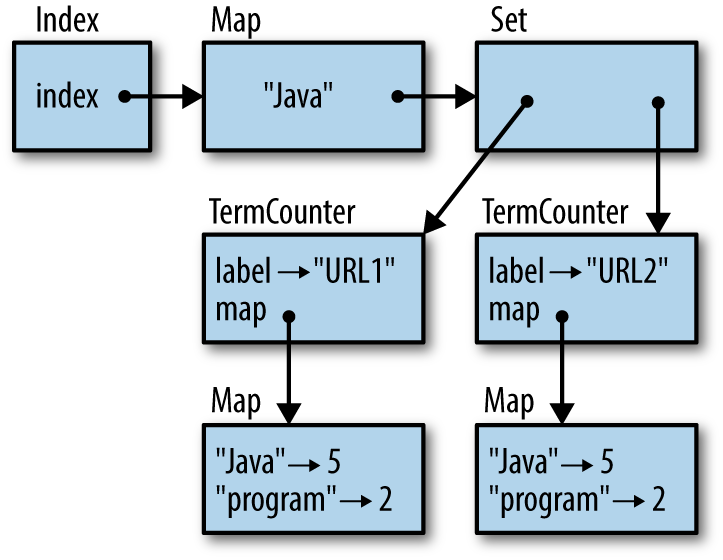 Index
Map
Set
index
"Java"
TermCounter
TermCounter
label → "URL1"
map
label → "URL2"
map
Map
Map
"Java" → 5
"program" → 2
"Java" → 5
"program" → 2